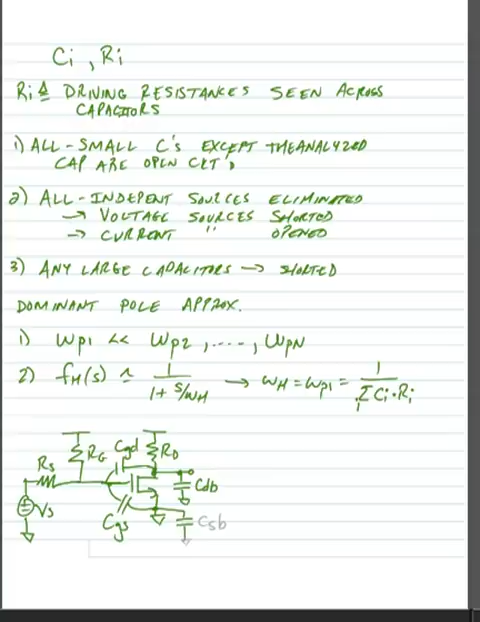 Ci , Ri
Ri ≜ DRIVING RESISTANCES SEEN ACROSS
CAPACITORS
1) ALL - SMALL C's EXCEPT THE ANALYZED
CAP ARE OPEN CKT's
2) ALL - INDEPENT SOURCES ELIMINATED
→ VOLTAGE SOURCES SHORTED
→ CURRENT " OPENED
3) ANY LARGE CAPACITORS → SHORTED
DOMINANT POLE APPROX.
1) ωp1 << ωp2 , ...., ωpN
2) fH(s) ≈ 1/(1 + s/ωH) → ωH = ωp1 = 1/(Σi Ci·Ri)
Rs RG Cgd RD
Vs Cdb
Cgs Csb